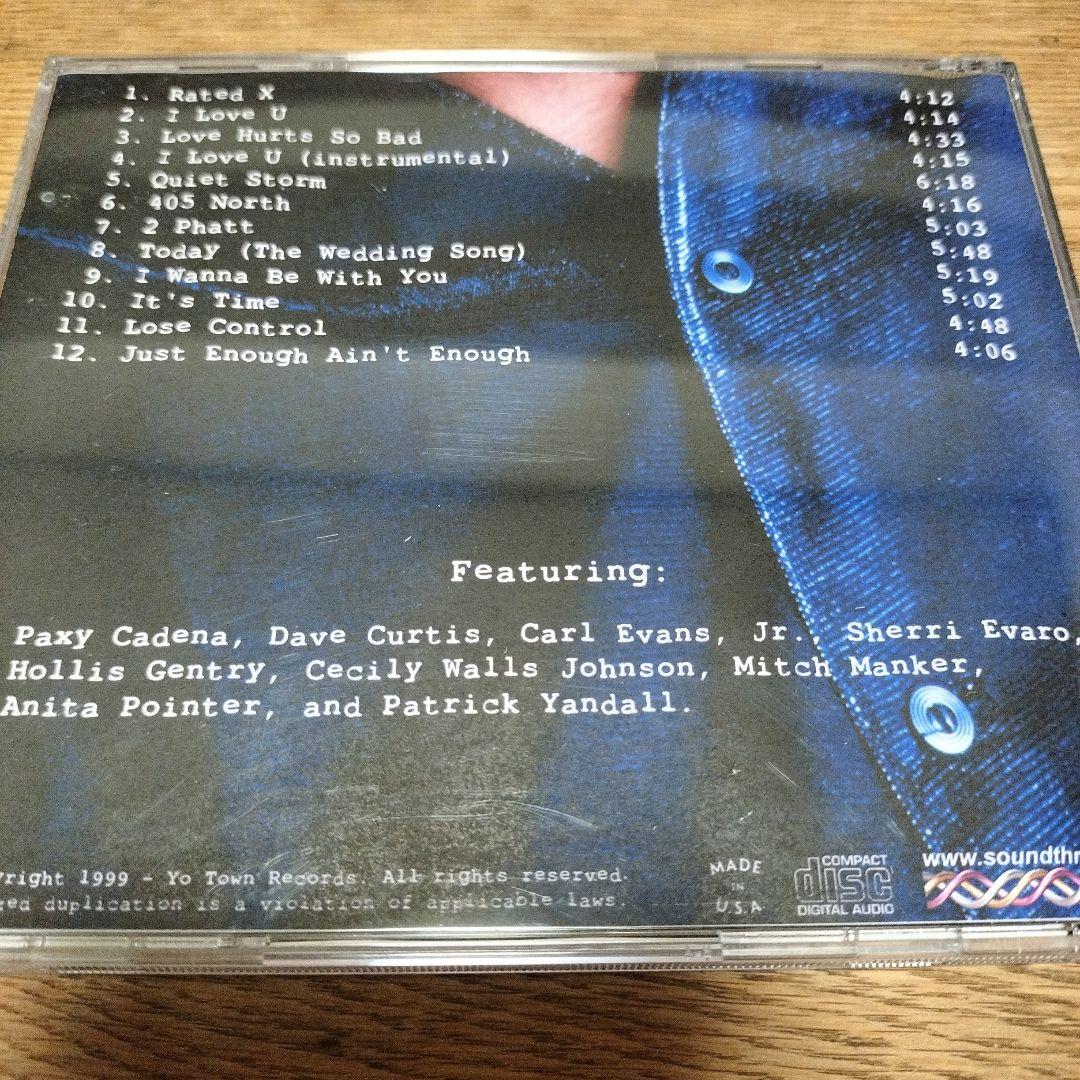 1. Rated X 4:12
2. I Love U 4:14
3. Love Hurts So Bad 4:33
4. I Love U (instrumental) 4:15
5. Quiet Storm 6:18
6. 405 North 4:16
7. 2 Phatt 5:03
8. Today (The Wedding Song) 5:48
9. I Wanna Be With You 5:19
10. It's Time 5:02
11. Lose Control 4:48
12. Just Enough Ain't Enough 4:06
Featuring:
Paxy Cadena, Dave Curtis, Carl Evans, Jr., Sherri Evaro,
Hollis Gentry, Cecily Walls Johnson, Mitch Manker,
Anita Pointer, and Patrick Yandall.
right 1999 - Yo Town Records. All rights reserved.
duplication is a violation of applicable laws.
MADE
IN
U.S.A
COMPACT
disc
DIGITAL AUDIO
www.soundthr